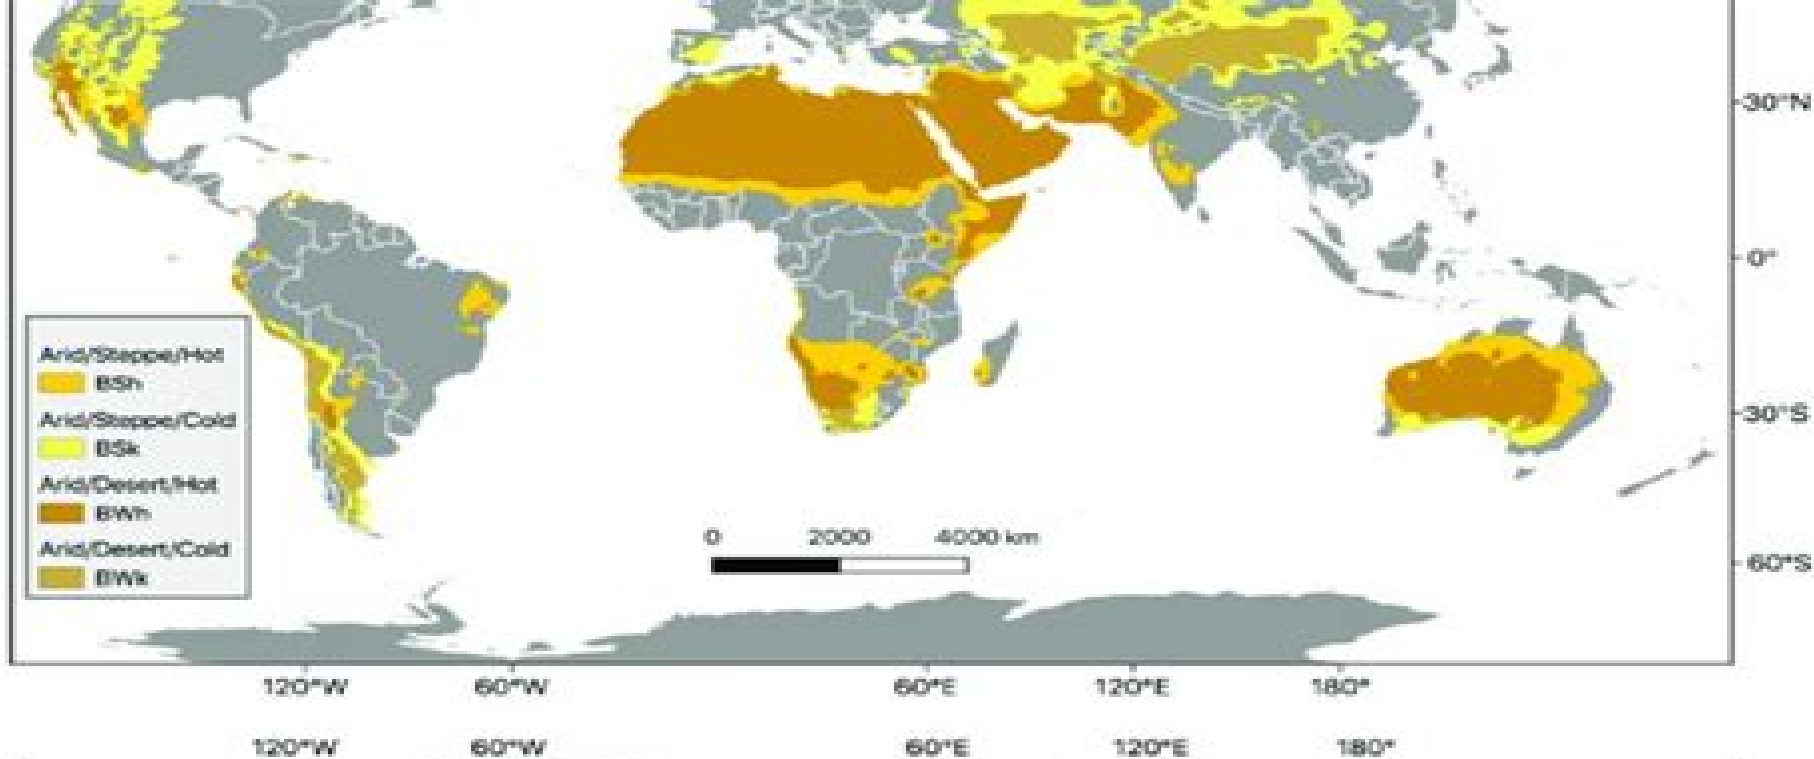 30°N
0°
30°S
60°S
Arid/Steppe/Hot
BSh
Arid/Steppe/Cold
BSk
Arid/Desert/Hot
BWh
Arid/Desert/Cold
BWk
0 2000 4000 km
120°W 60°W 60°E 120°E 180°
120°W 60°W 60°E 120°E 180°